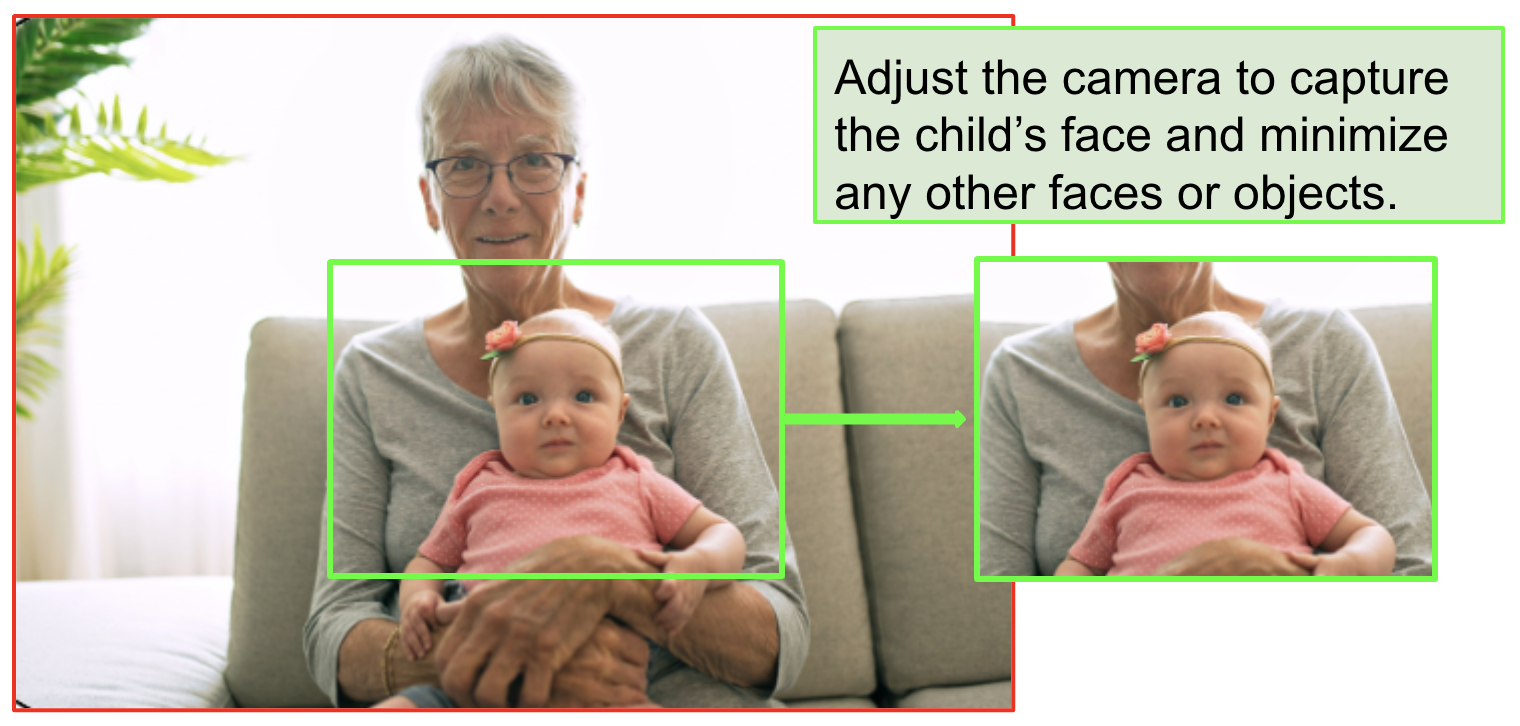 Adjust the camera to capture
the child’s face and minimize
any other faces or objects.